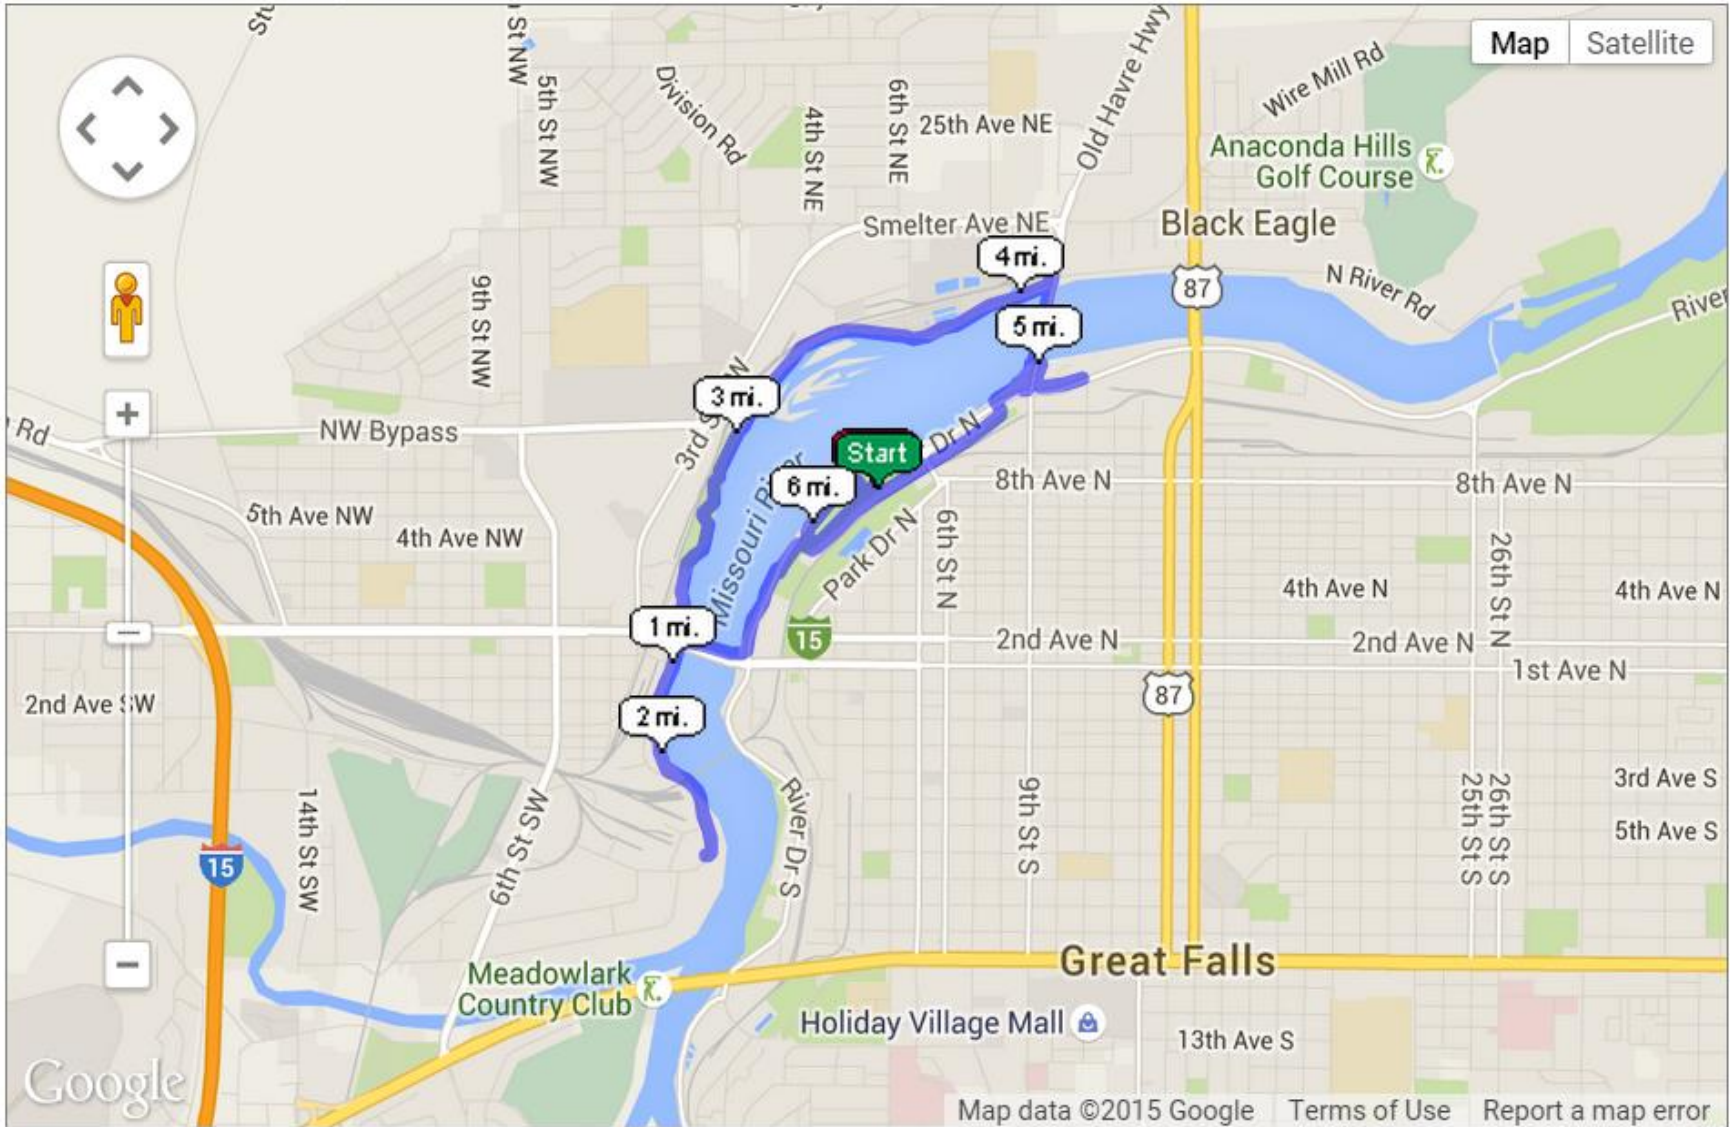 St NW
Old Havre Hwy
Map
Satellite
5th St NW
Division Rd
4th St NE
6th St NE
25th Ave NE
Wire Mill Rd
Anaconda Hills
Golf Course
Smelter Ave NE
Black Eagle
4 mi.
9th St NW
87
N River Rd
5 mi.
River
3 mi.
Rd
NW Bypass
3rd S
W
Start
Dr N
6 mi.
Missouri River
8th Ave N
8th Ave N
5th Ave NW
4th Ave NW
Park Dr N
6th St N
26th St N
4th Ave N
4th Ave N
1 mi.
15
2nd Ave N
2nd Ave N
1st Ave N
2nd Ave SW
2 mi.
87
14th St SW
6th St SW
River Dr S
9th St S
25th St S
26th St S
3rd Ave S
5th Ave S
15
Great Falls
Meadowlark
Country Club
Holiday Village Mall
13th Ave S
Google
Map data ©2015 Google
Terms of Use
Report a map error